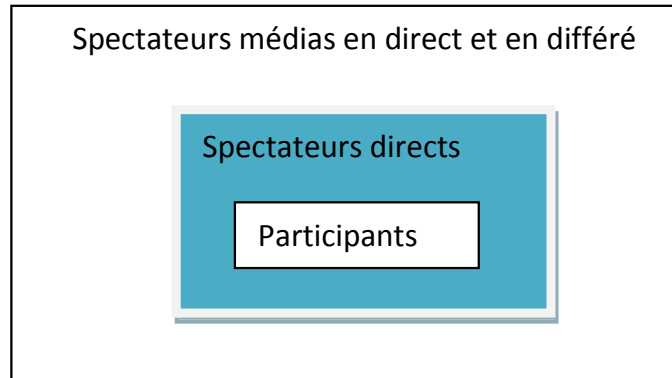 Spectateurs médias en direct et en différé
Spectateurs directs
Participants